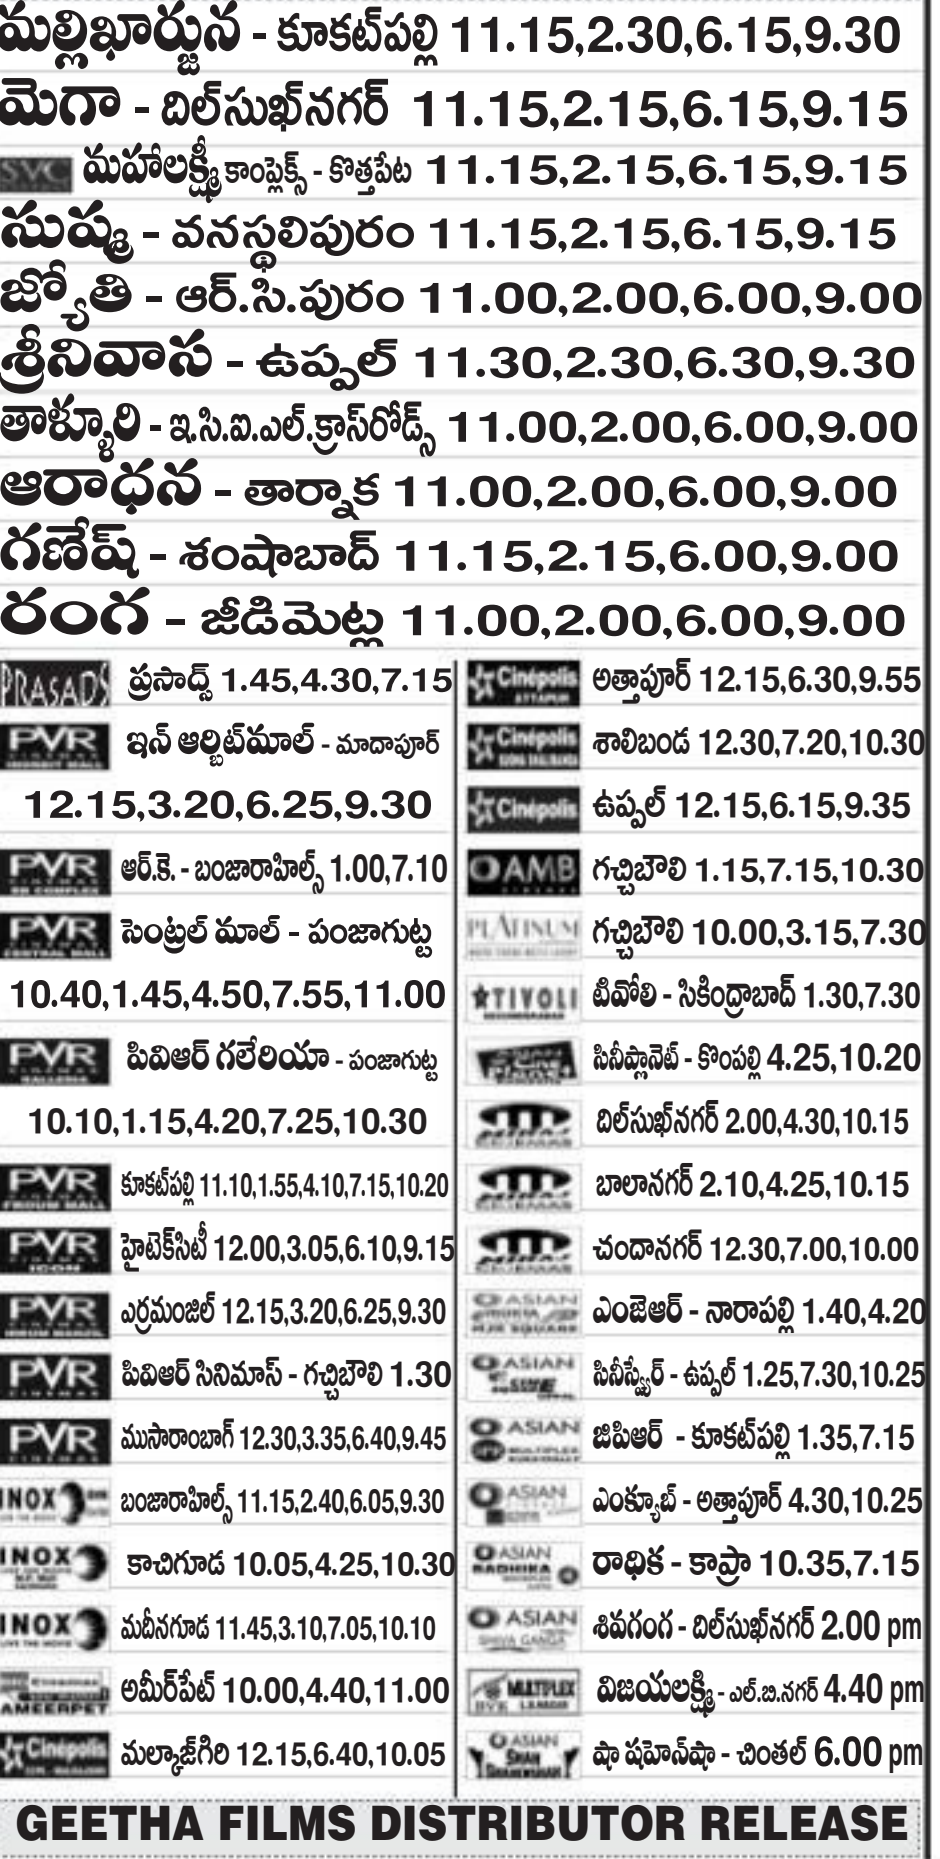 మల్లిఖార్జున - కూకట్‌పల్లి 11.15,2.30,6.15,9.30
మెగా - దిల్‌సుఖ్‌నగర్ 11.15,2.15,6.15,9.15
SVC మహాలక్ష్మీ కాంప్లెక్స్ - కొత్తపేట 11.15,2.15,6.15,9.15
సుష్మ - వనస్థలిపురం 11.15,2.15,6.15,9.15
జ్యోతి - ఆర్.సి.పురం 11.00,2.00,6.00,9.00
శ్రీనివాస - ఉప్పల్ 11.30,2.30,6.30,9.30
తాళ్ళూరి - ఇ.సి.ఐ.ఎల్.క్రాస్‌రోడ్స్ 11.00,2.00,6.00,9.00
ఆరాధన - తార్నాక 11.00,2.00,6.00,9.00
గణేష్ - శంషాబాద్ 11.15,2.15,6.00,9.00
రంగ - జీడిమెట్ల 11.00,2.00,6.00,9.00
PRASADS ప్రసాద్స్ 1.45,4.30,7.15
PVR ఇన్ ఆర్బిట్‌మాల్ - మాదాపూర్
12.15,3.20,6.25,9.30
PVR ఆర్.కె. - బంజారాహిల్స్ 1.00,7.10
PVR సెంట్రల్ మాల్ - పంజాగుట్ట
10.40,1.45,4.50,7.55,11.00
PVR పివిఆర్ గలేరియా - పంజాగుట్ట
10.10,1.15,4.20,7.25,10.30
PVR కూకట్‌పల్లి 11.10,1.55,4.10,7.15,10.20
PVR ICON హైటెక్‌సిటీ 12.00,3.05,6.10,9.15
PVR ఎర్రమంజిల్ 12.15,3.20,6.25,9.30
PVR పివిఆర్ సినిమాస్ - గచ్చిబౌలి 1.30
PVR ముసారాంబాగ్ 12.30,3.35,6.40,9.45
INOX బంజారాహిల్స్ 11.15,2.40,6.05,9.30
INOX కాచిగూడ 10.05,4.25,10.30
INOX మదీనగూడ 11.45,3.10,7.05,10.10
AMEERPET అమీర్‌పేట్ 10.00,4.40,11.00
Cinépolis మల్కాజ్‌గిరి 12.15,6.40,10.05
Cinépolis ATTAPUR అత్తాపూర్ 12.15,6.30,9.55
Cinépolis శాలిబండ 12.30,7.20,10.30
Cinépolis ఉప్పల్ 12.15,6.15,9.35
AMB గచ్చిబౌలి 1.15,7.15,10.30
PLATINUM గచ్చిబౌలి 10.00,3.15,7.30
TIVOLI టివోలి - సికింద్రాబాద్ 1.30,7.30
సినీప్లానెట్ - కొంపల్లి 4.25,10.20
దిల్‌సుఖ్‌నగర్ 2.00,4.30,10.15
బాలానగర్ 2.10,4.25,10.15
చందానగర్ 12.30,7.00,10.00
ASIAN ఎంజెఆర్ - నారాపల్లి 1.40,4.20
ASIAN సినీస్క్వేర్ - ఉప్పల్ 1.25,7.30,10.25
ASIAN జిపిఆర్ - కూకట్‌పల్లి 1.35,7.15
ASIAN ఎంక్యూబ్ - అత్తాపూర్ 4.30,10.25
ASIAN RADHIKA రాధిక - కాప్రా 10.35,7.15
ASIAN SHIVA GANGA శివగంగ - దిల్‌సుఖ్‌నగర్ 2.00 pm
MULTIPLEX విజయలక్ష్మి - ఎల్.బి.నగర్ 4.40 pm
ASIAN SHAH SHAHENSHAH షా షహెన్‌షా - చింతల్ 6.00 pm
GEETHA FILMS DISTRIBUTOR RELEASE